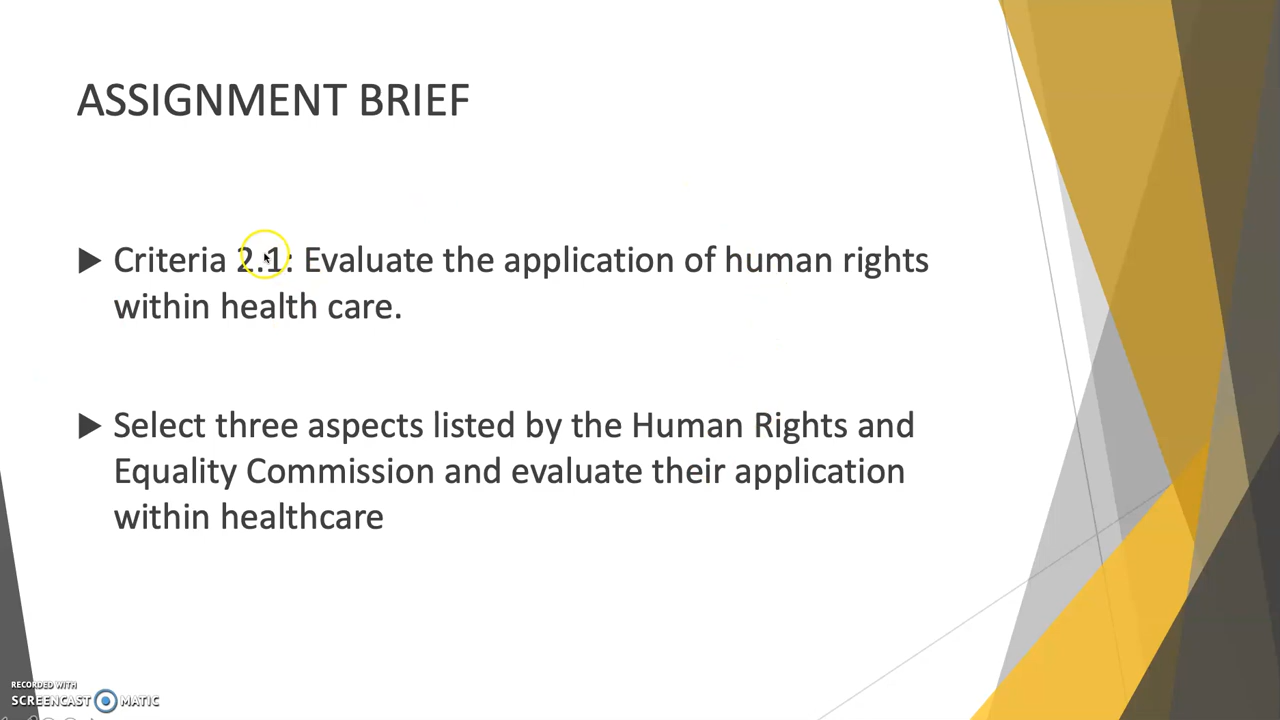 ASSIGNMENT BRIEF
Criteria 2.1: Evaluate the application of human rights
within health care.
Select three aspects listed by the Human Rights and
Equality Commission and evaluate their application
within healthcare
RECORDED WITH
SCREENCAST MATIC